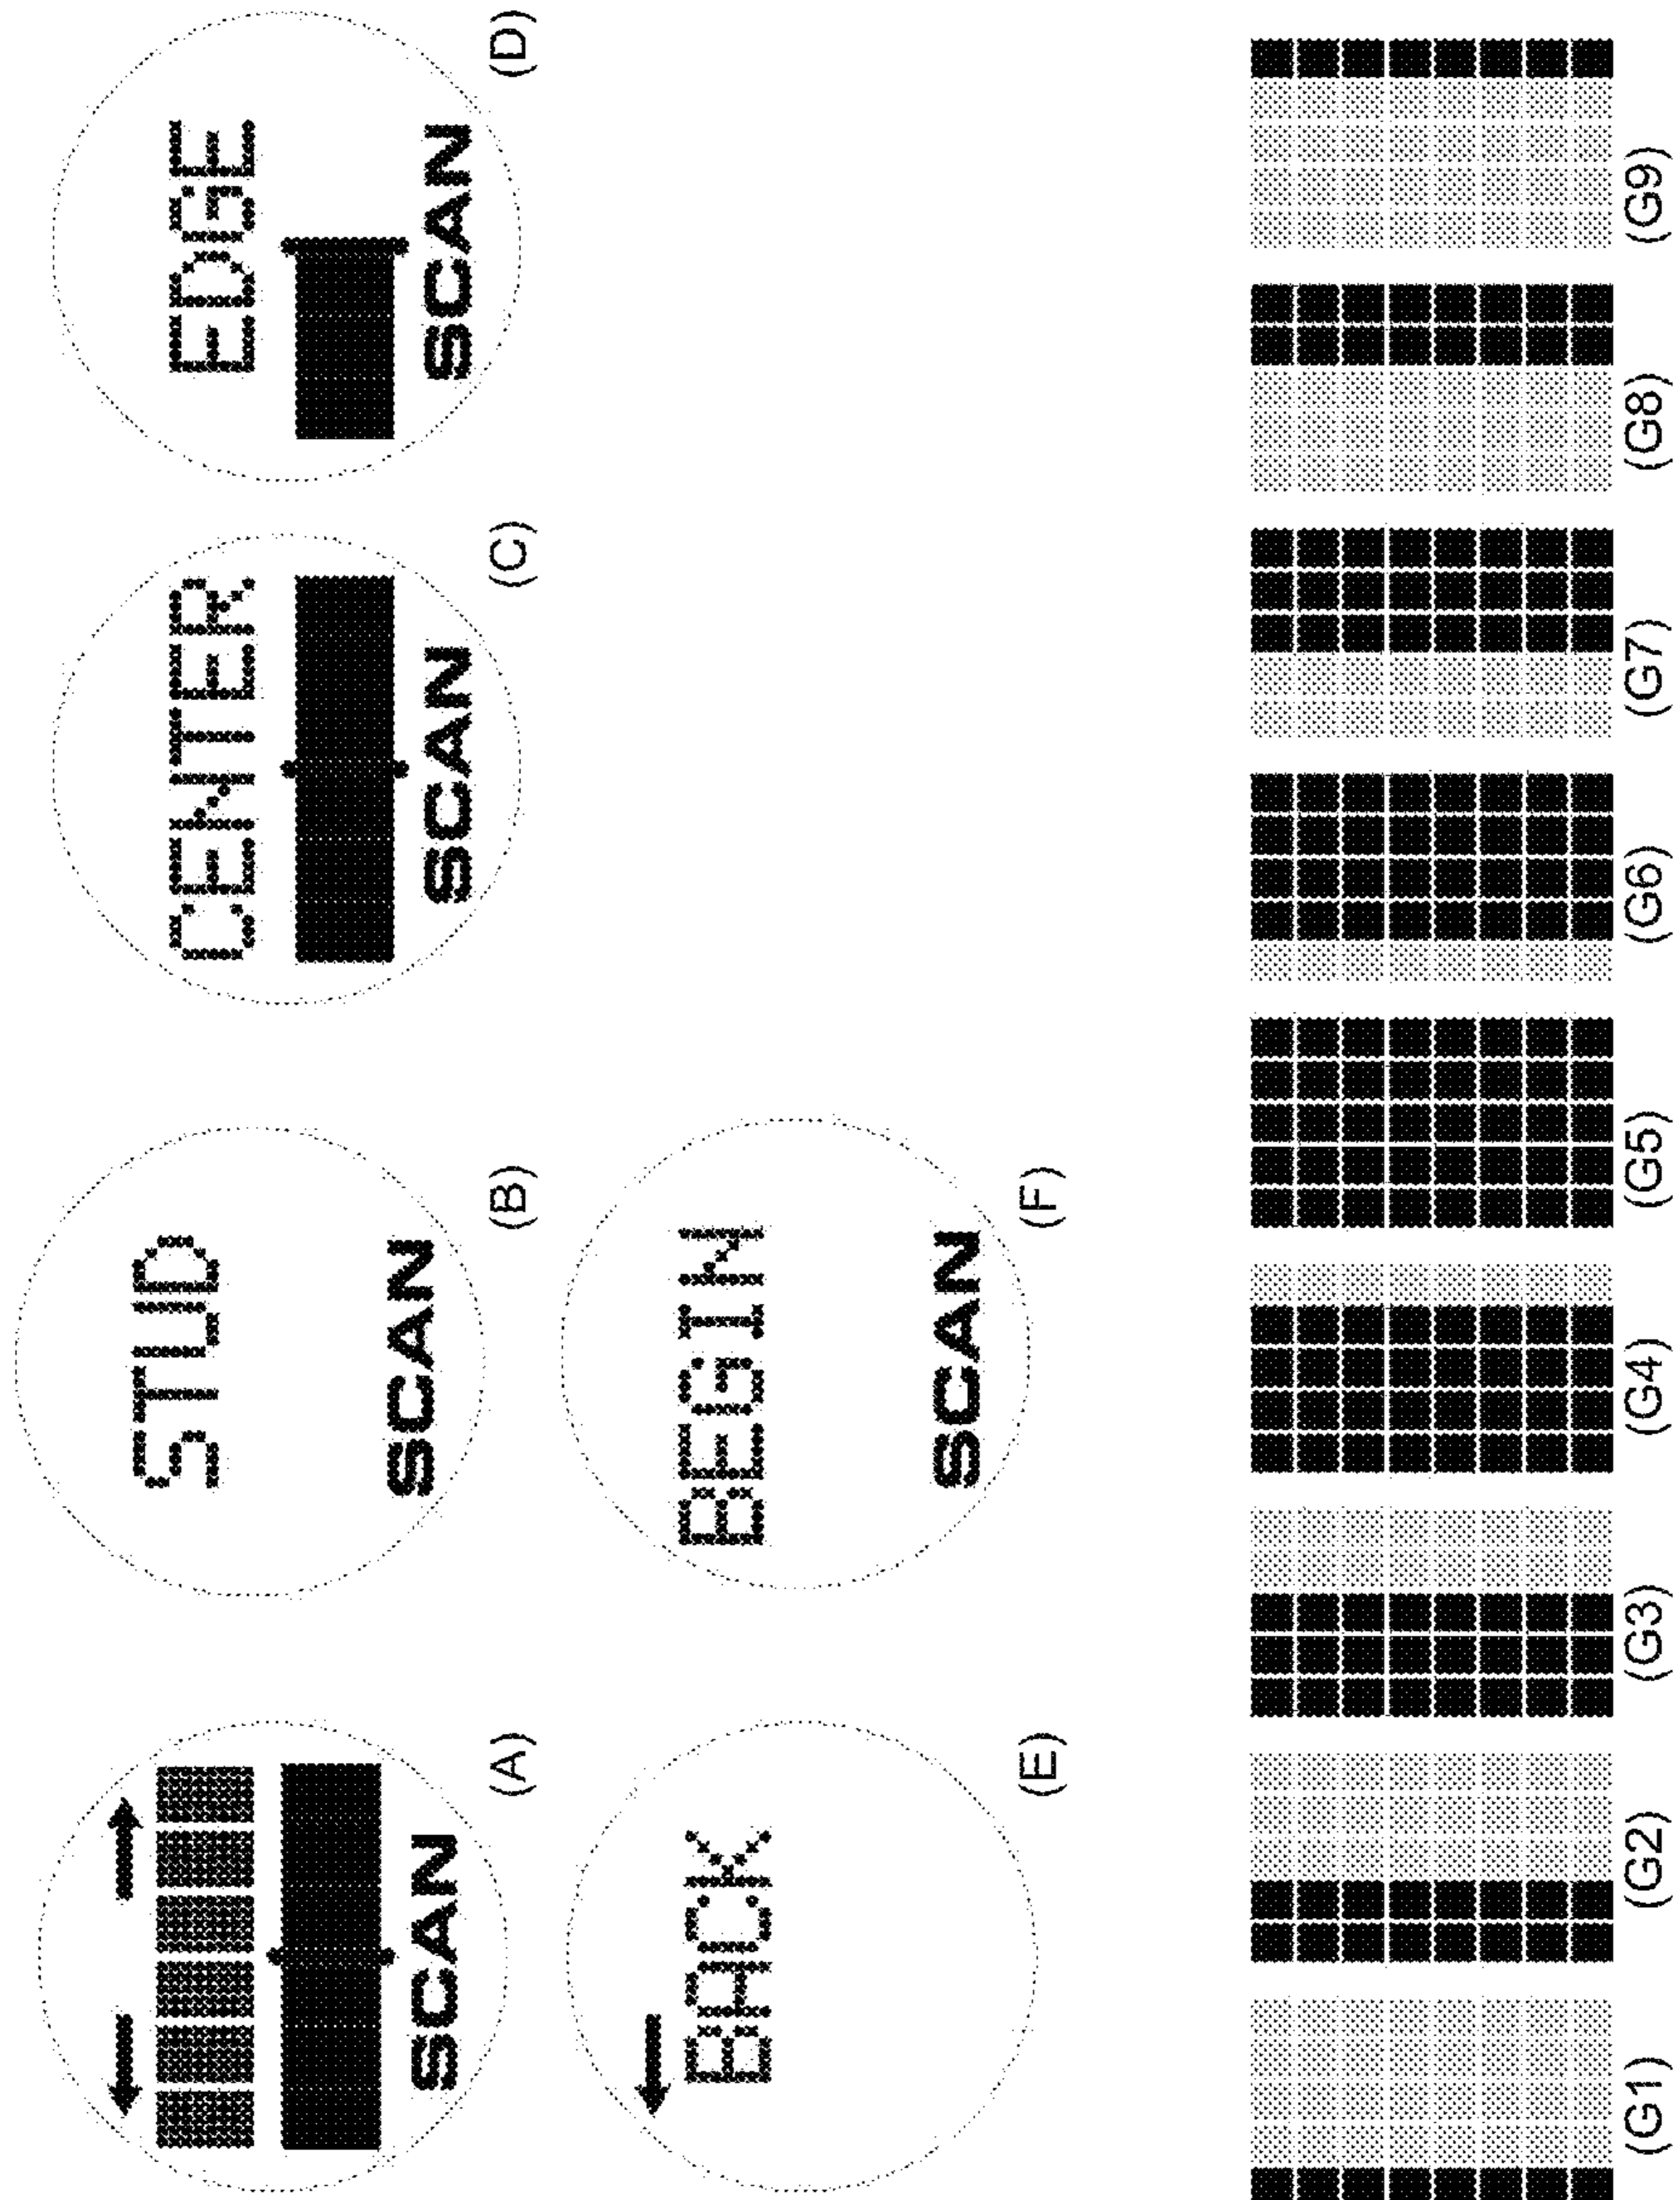 SCAN
(A)
STUD
SCAN
(B)
CENTER
SCAN
(C)
EDGE
SCAN
(D)
BACK
(E)
BEGIN
SCAN
(F)
(G1) (G2) (G3) (G4) (G5) (G6) (G7) (G8) (G9)